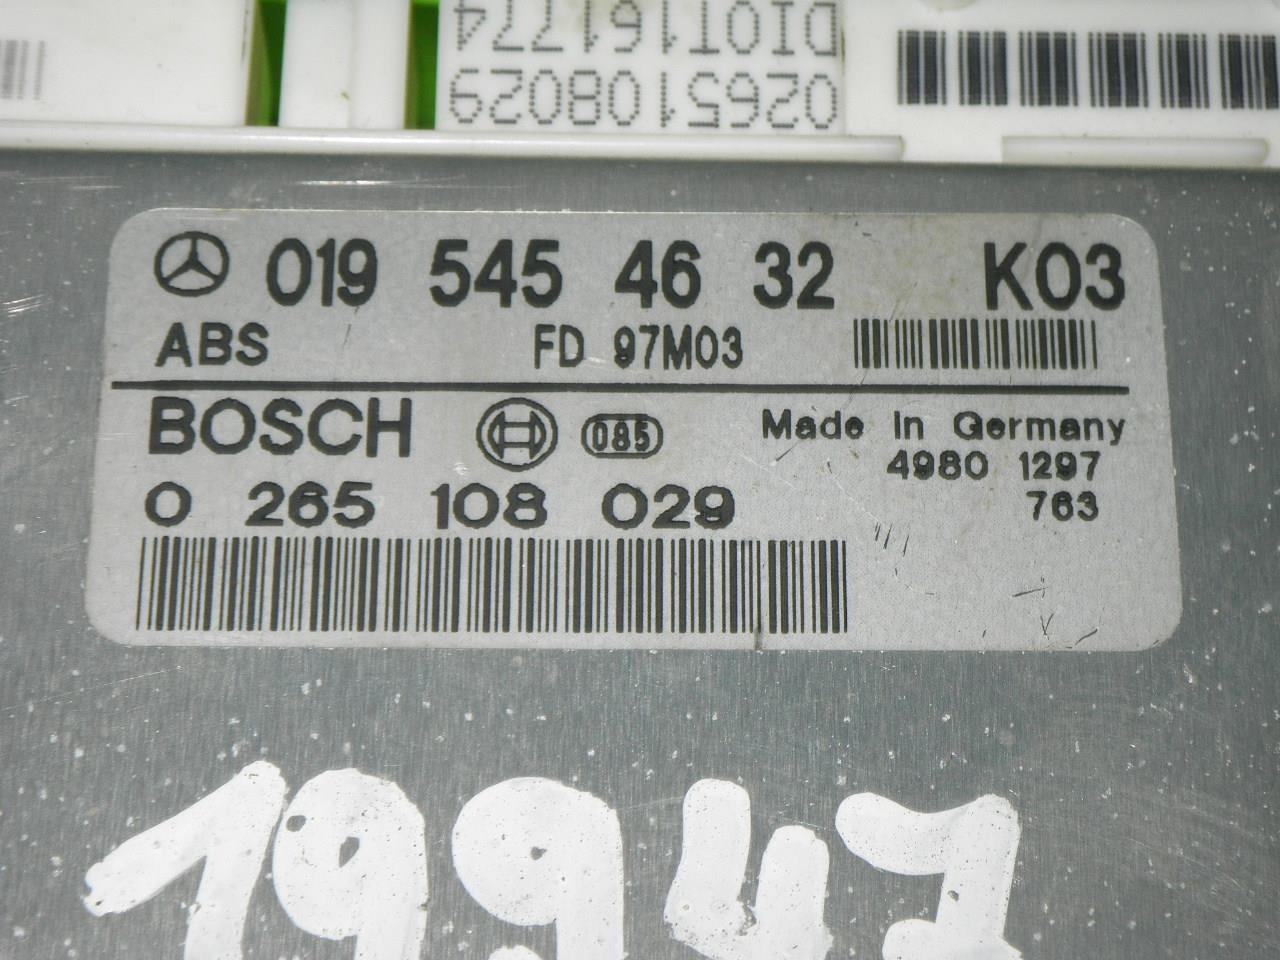 DIOT161774
0265108029
019 545 46 32 K03
ABS FD 97M03
BOSCH 085 Made in Germany
4980 1297
0 265 108 029 763
19947